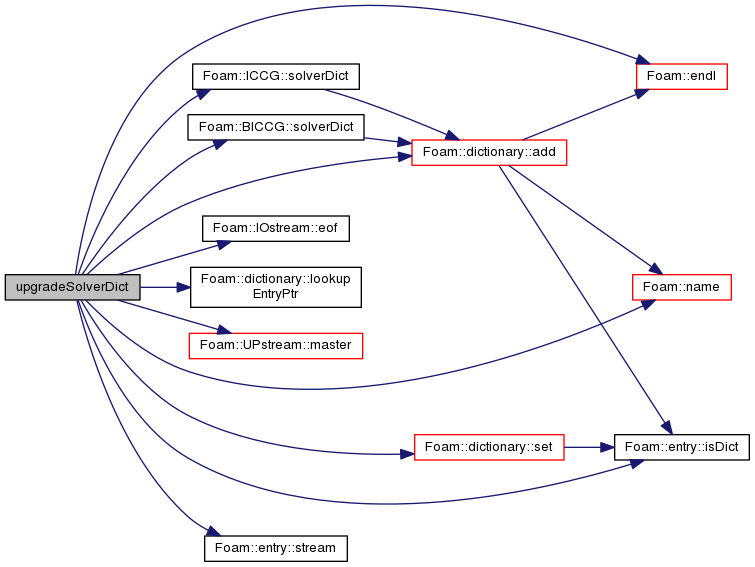 Foam::ICCG::solverDict
Foam::endl
Foam::BICCG::solverDict
Foam::dictionary::add
Foam::IOstream::eof
upgradeSolverDict
Foam::dictionary::lookup
EntryPtr
Foam::name
Foam::UPstream::master
Foam::dictionary::set
Foam::entry::isDict
Foam::entry::stream